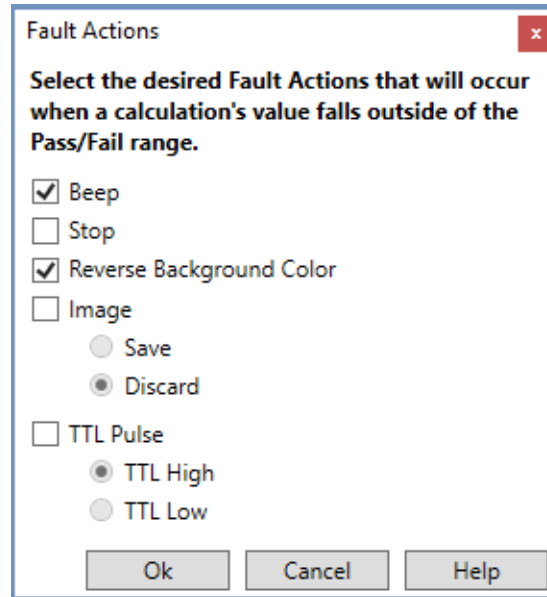 Fault Actions
x
Select the desired Fault Actions that will occur
when a calculation's value falls outside of the
Pass/Fail range.
Beep
Stop
Reverse Background Color
Image
Save
Discard
TTL Pulse
TTL High
TTL Low
Ok Cancel Help